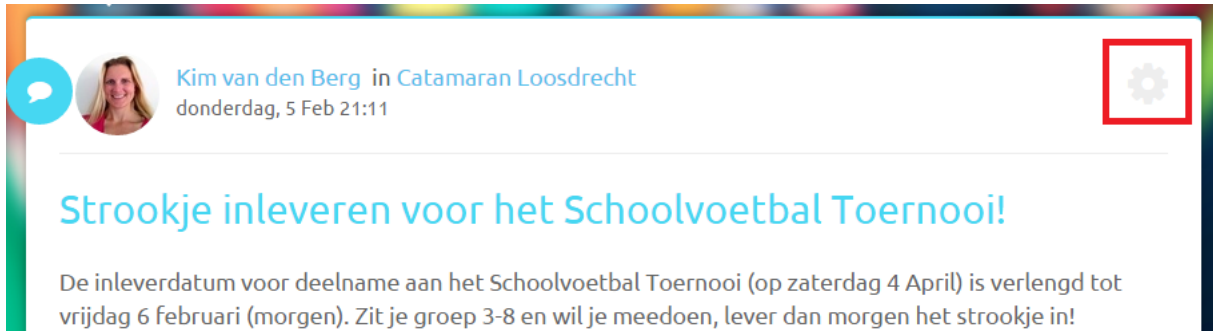 Kim van den Berg in Catamaran Loosdrecht
donderdag, 5 Feb 21:11
Strookje inleveren voor het Schoolvoetbal Toernooi!
De inleverdatum voor deelname aan het Schoolvoetbal Toernooi (op zaterdag 4 April) is verlengd tot
vrijdag 6 februari (morgen). Zit je groep 3-8 en wil je meedoen, lever dan morgen het strookje in!